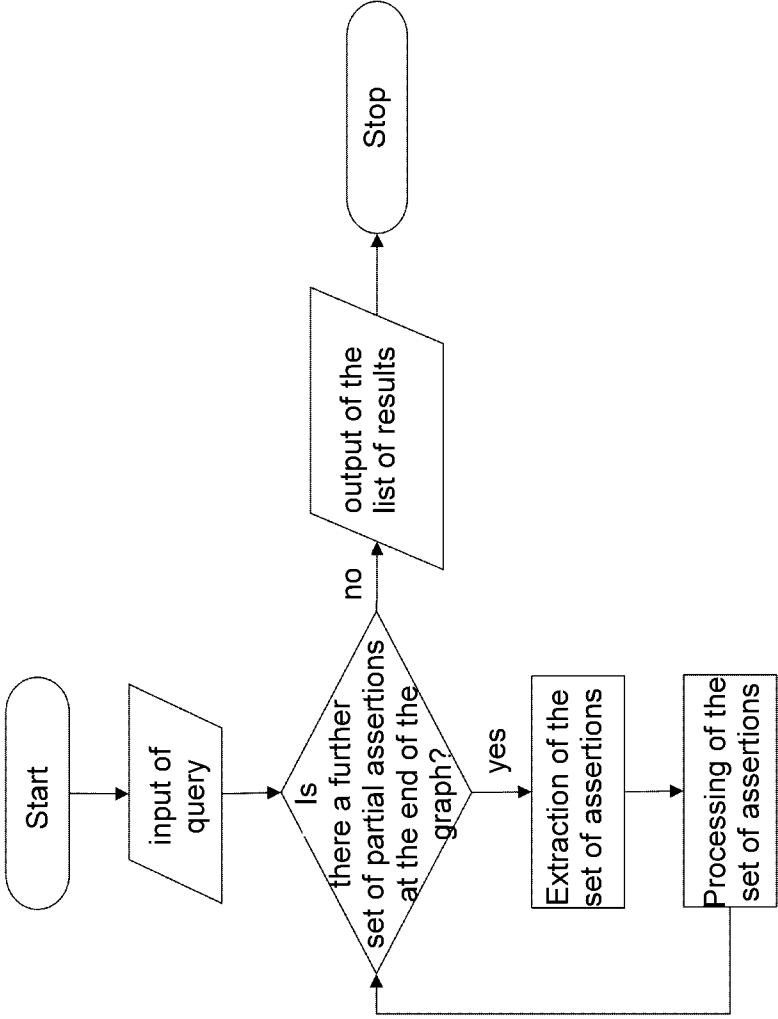 Start
input of
query
Is
there a further
set of partial assertions
at the end of the
graph?
no
output of the
list of results
Stop
yes
Extraction of the
set of assertions
Processing of the
set of assertions